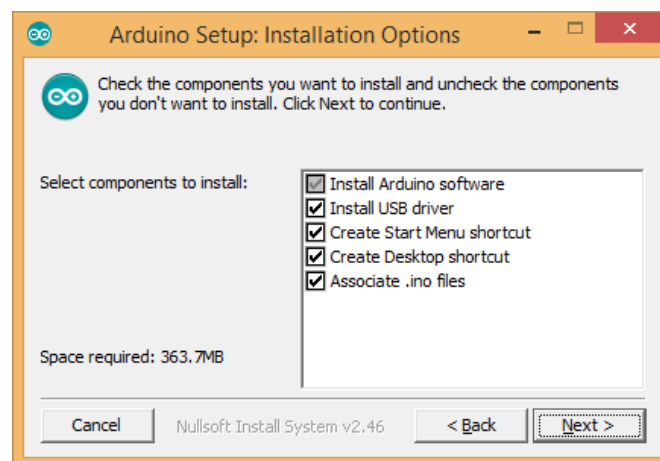 Arduino Setup: Installation Options
Check the components you want to install and uncheck the components
you don't want to install. Click Next to continue.
Select components to install:
Install Arduino software
Install USB driver
Create Start Menu shortcut
Create Desktop shortcut
Associate .ino files
Space required: 363.7MB
Cancel
Nullsoft Install System v2.46
< Back
Next >